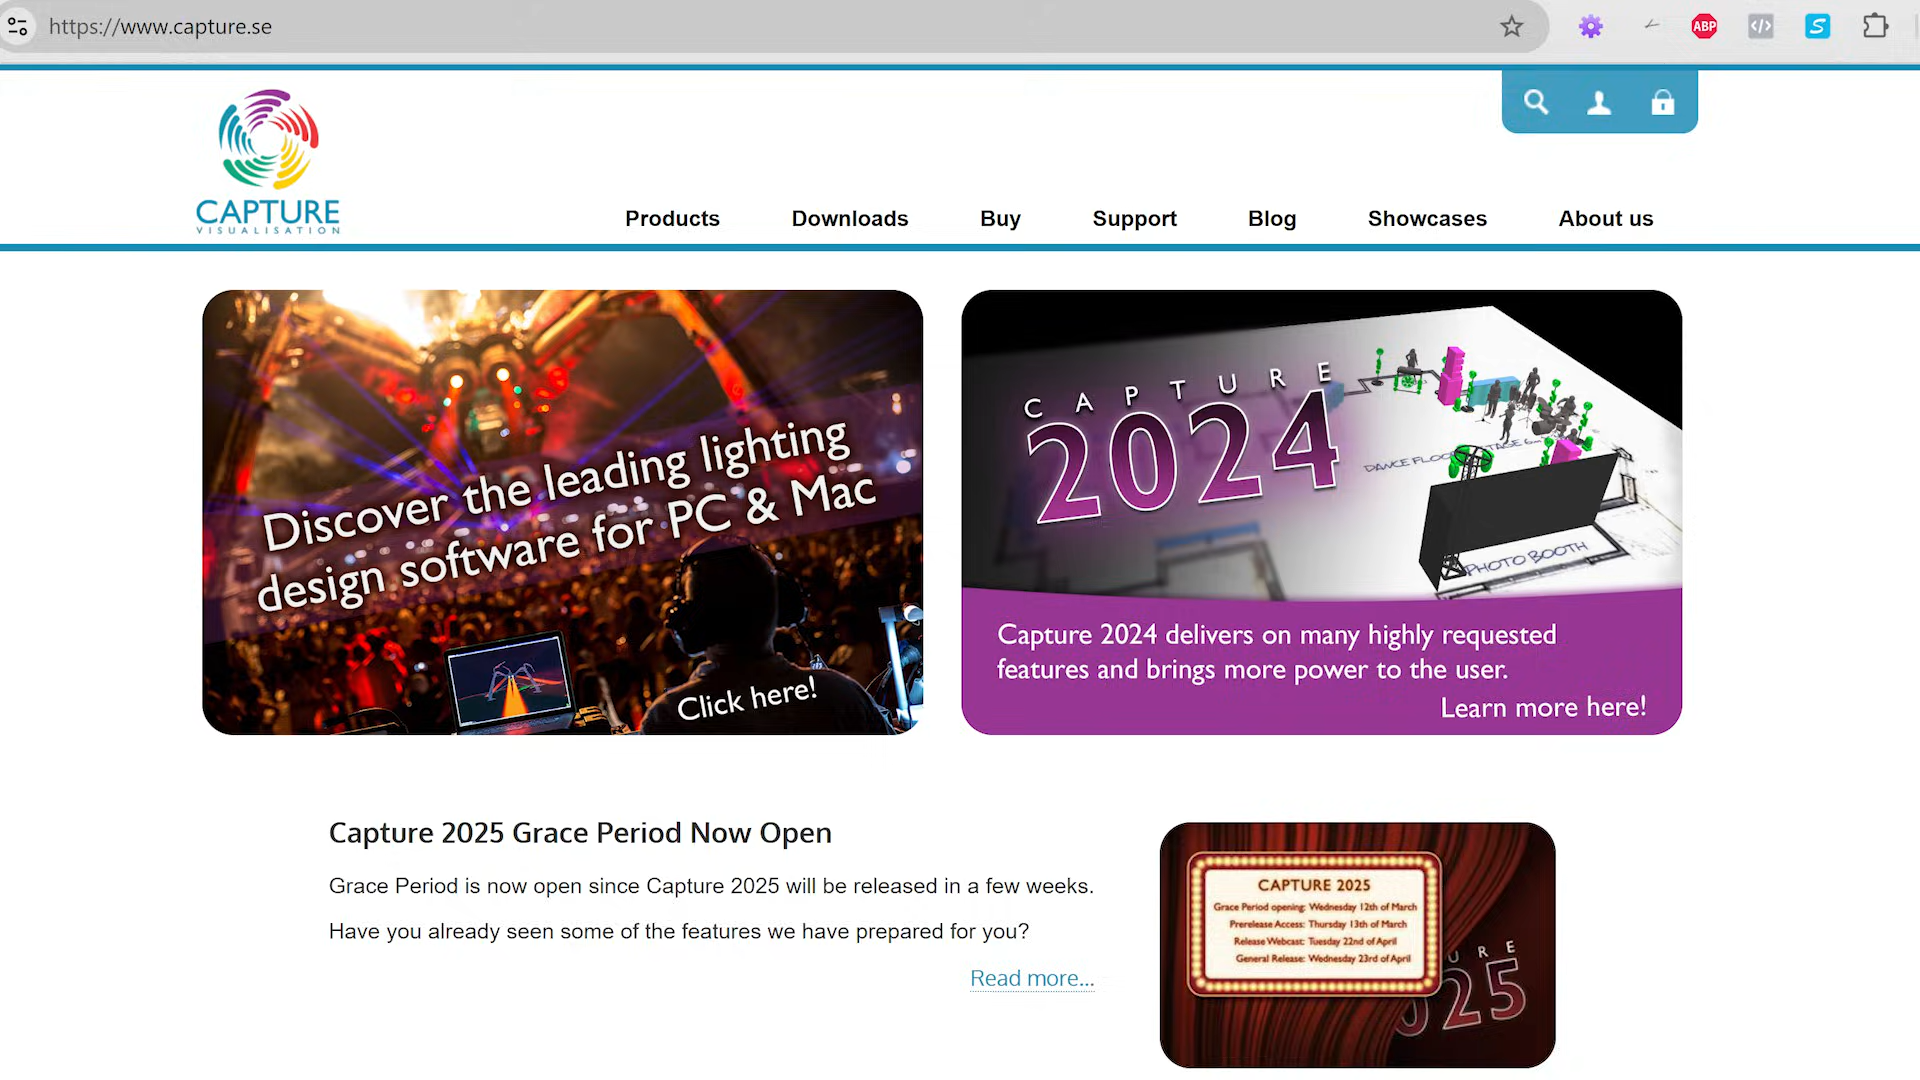 https://www.capture.se
ABP
</>
S
CAPTURE
VISUALISATION
Products
Downloads
Buy
Support
Blog
Showcases
About us
Discover the leading lighting
design software for PC & Mac
Click here!
CAPTURE
2024
DANCE FLOOR
STAGE
PHOTO BOOTH
Capture 2024 delivers on many highly requested
features and brings more power to the user.
Learn more here!
Capture 2025 Grace Period Now Open
Grace Period is now open since Capture 2025 will be released in a few weeks.
Have you already seen some of the features we have prepared for you?
Read more...
CAPTURE 2025
Grace Period opening: Wednesday 12th of March
Prerelease Access: Thursday 13th of March
Release Webcast: Tuesday 22nd of April
General Release: Wednesday 23rd of April
URE
025